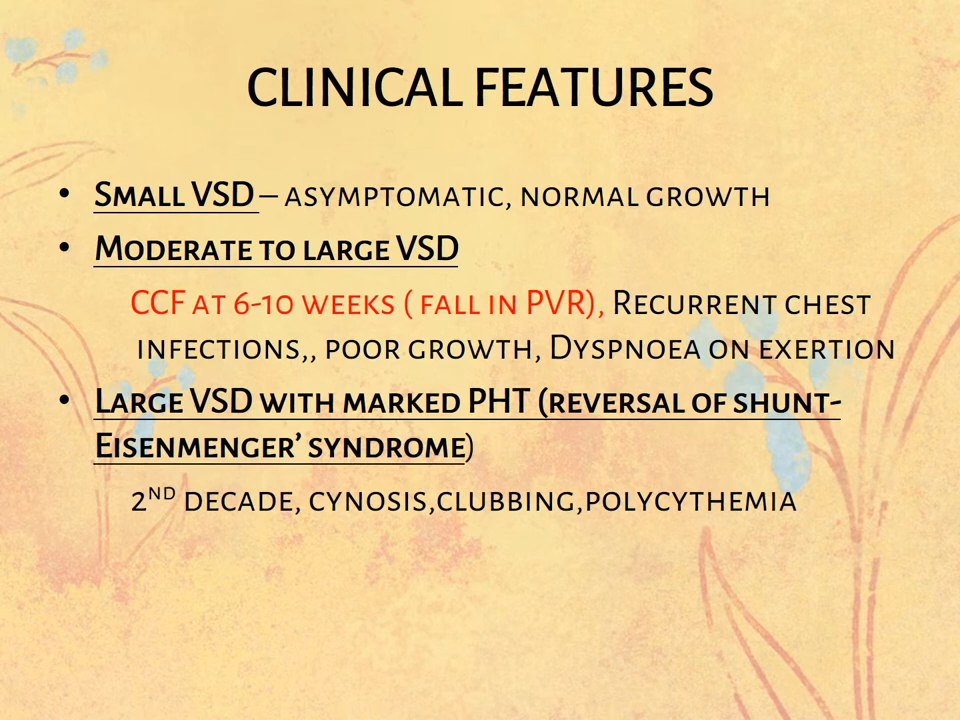 CLINICAL FEATURES
• Small VSD – asymptomatic, normal growth
• Moderate to large VSD
CCF at 6-10 weeks ( fall in PVR), Recurrent chest
infections,, poor growth, Dyspnoea on exertion
• Large VSD with marked PHT (reversal of shunt-
Eisenmenger’ syndrome)
2nd decade, cynosis,clubbing,polycythemia